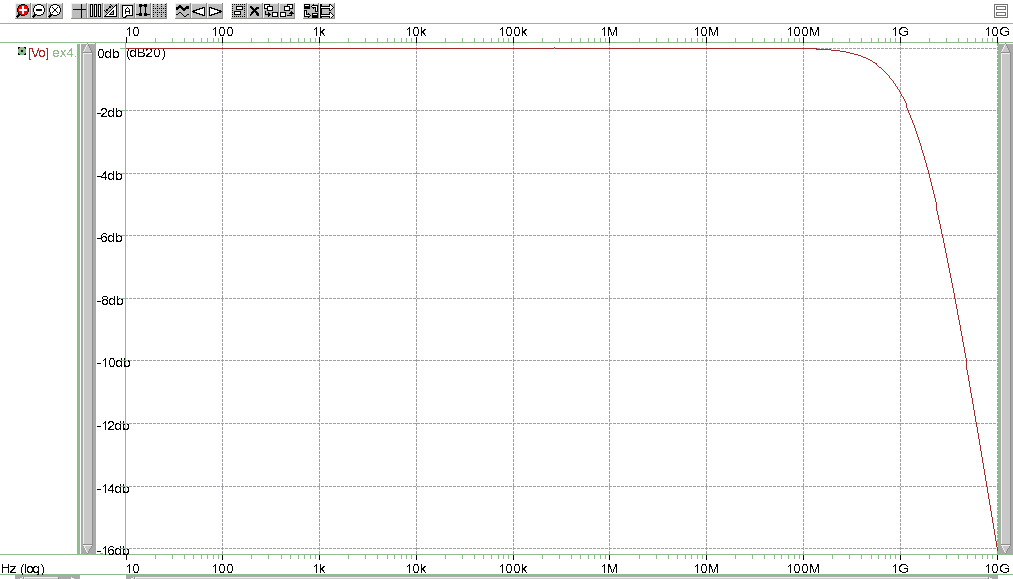 10 100 1k 10k 100k 1M 10M 100M 1G 10G
[Vo] ex4.
0db (dB20)
-2db
-4db
-6db
-8db
-10db
-12db
-14db
-16db
Hz (log) 10 100 1k 10k 100k 1M 10M 100M 1G 10G